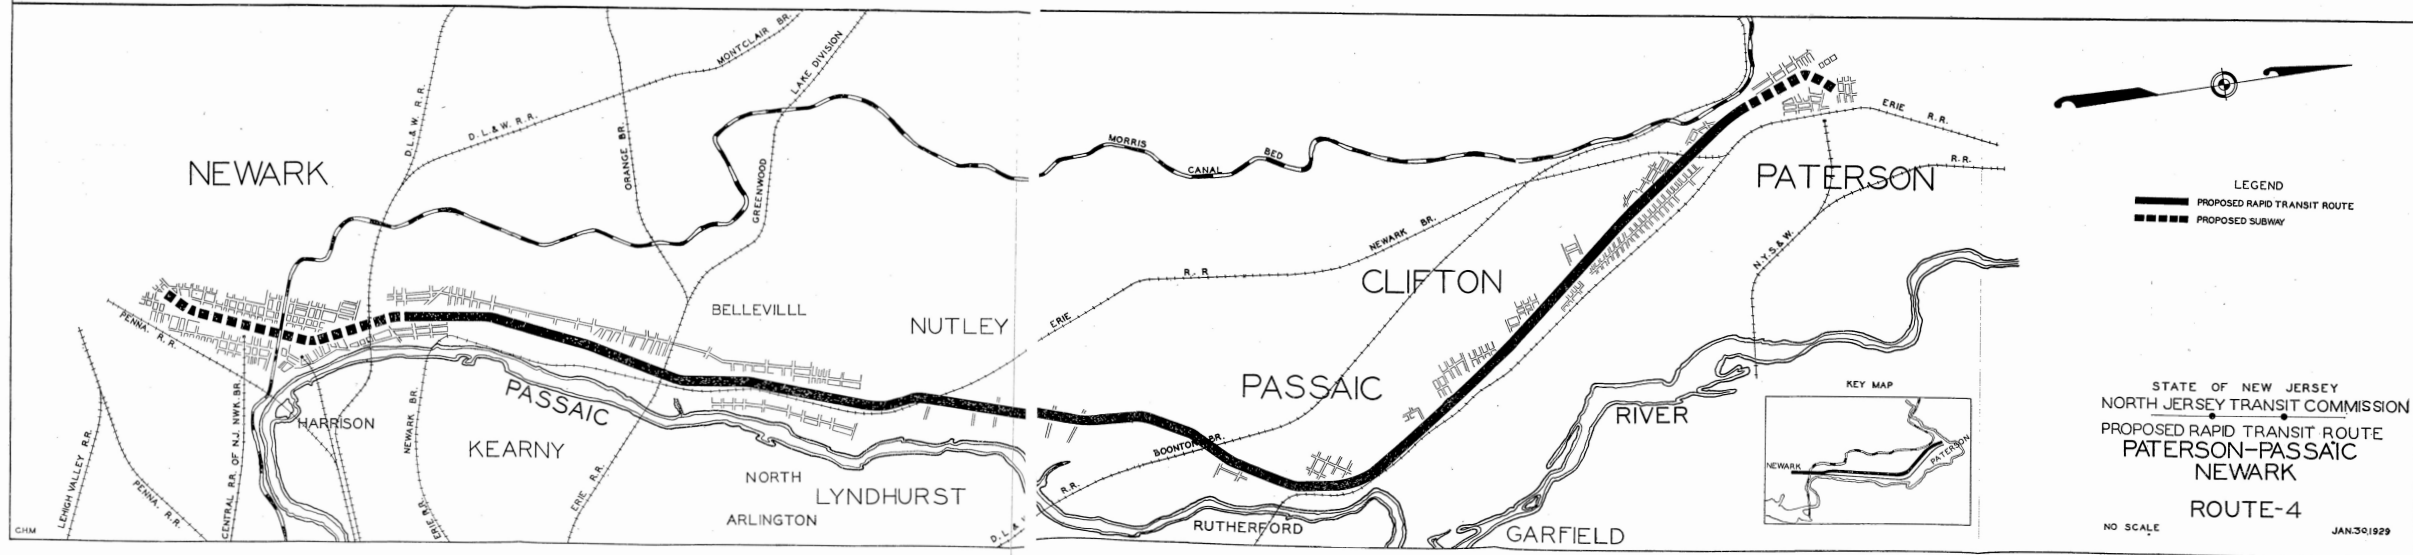 NEWARK
D.L.& W. R.R.
D.L.& W. R.R.
MONTCLAIR BR.
ORANGE BR.
GREENWOOD
LAKE DIVISION
BELLEVILLL
NUTLEY
PENNA. R.R.
LEHIGH VALLEY R.R.
PENNA. R.R.
CENTRAL R.R. OF N.J. NWK. BR.
HARRISON
NEWARK BR.
ERIE R.R.
PASSAIC
KEARNY
ERIE R.R.
NORTH
ARLINGTON
LYNDHURST
D.L.&
CHM
MORRIS
CANAL
BED
ERIE
R. R
NEWARK BR.
CLIFTON
PASSAIC
BOONTON BR.
R.R.
RUTHERFORD
GARFIELD
RIVER
PATERSON
ERIE
R.R.
R.R.
N.Y.S.& W.
KEY MAP
NEWARK
PATERSON
LEGEND
PROPOSED RAPID TRANSIT ROUTE
PROPOSED SUBWAY
STATE OF NEW JERSEY
NORTH JERSEY TRANSIT COMMISSION
PROPOSED RAPID TRANSIT ROUTE
PATERSON-PASSAIC
NEWARK
ROUTE-4
NO SCALE
JAN.30,1929